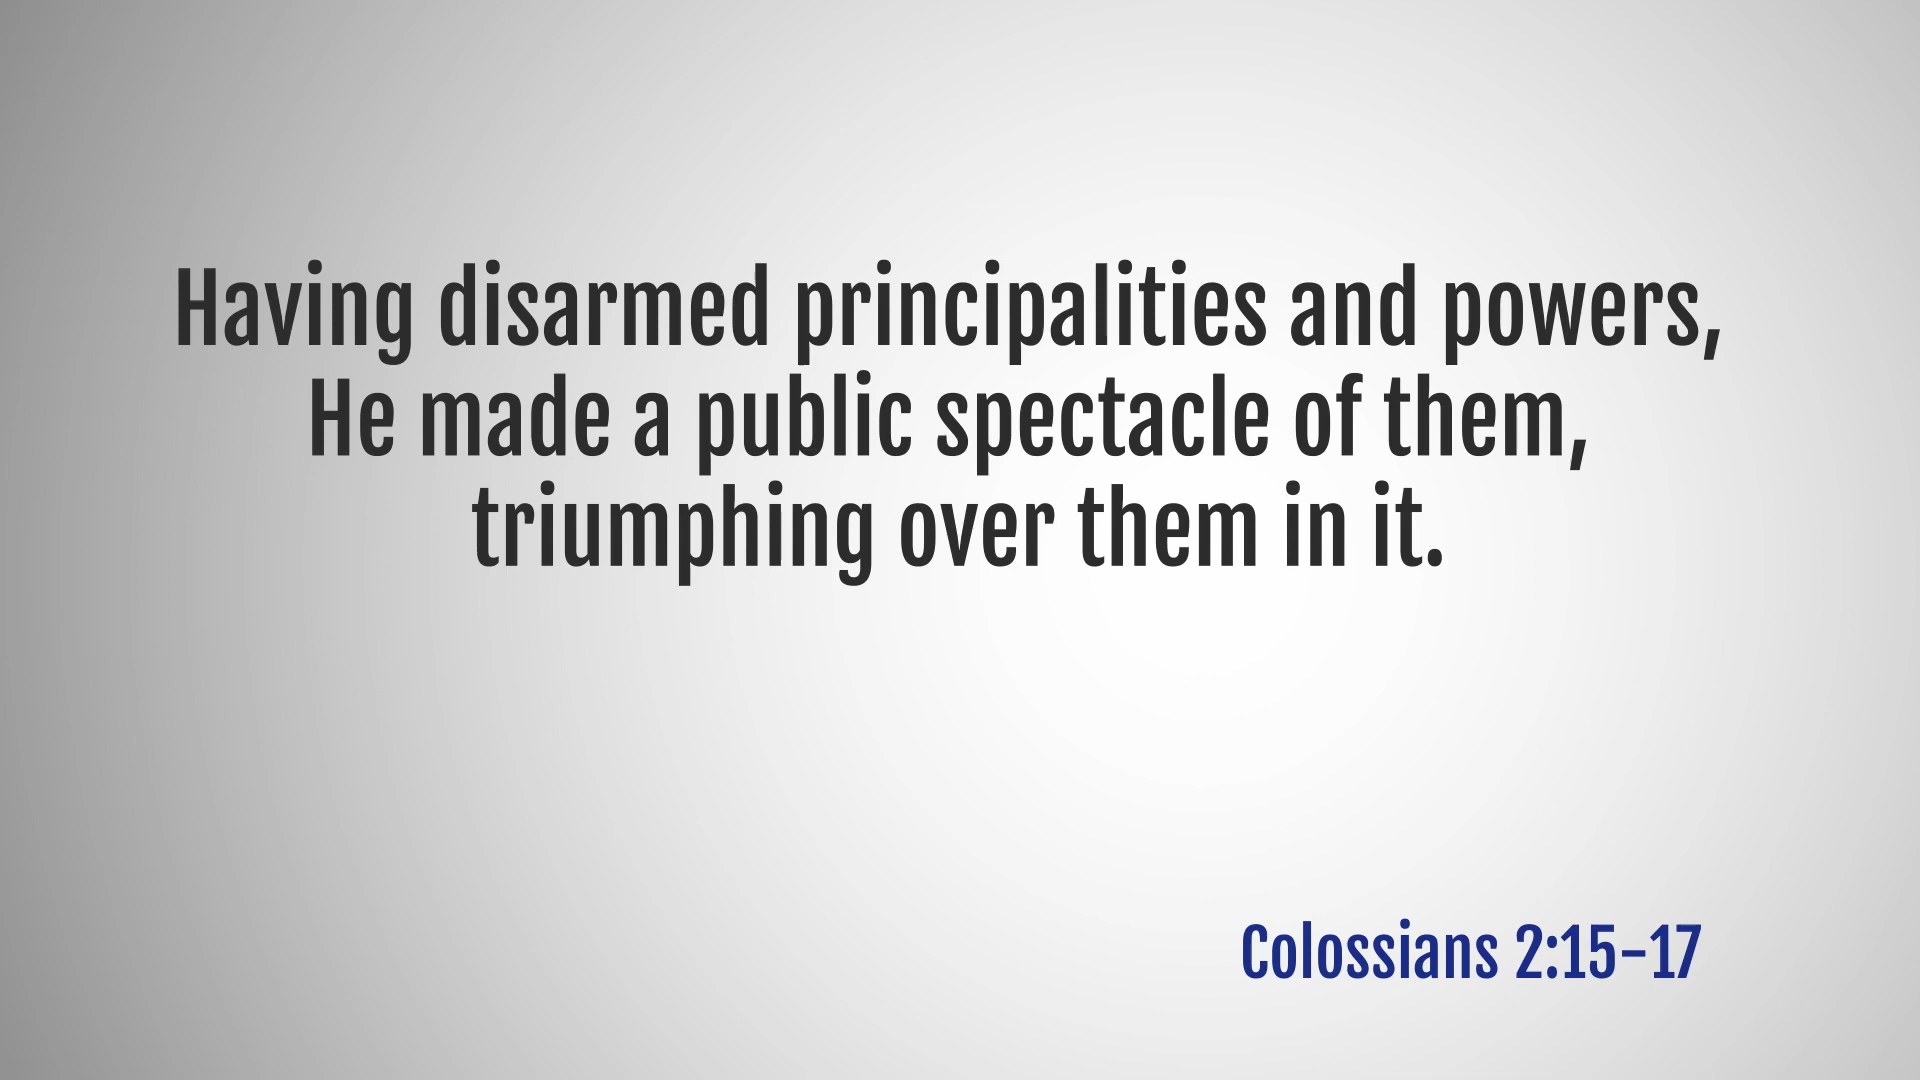 Having disarmed principalities and powers,
He made a public spectacle of them,
triumphing over them in it.
Colossians 2:15–17